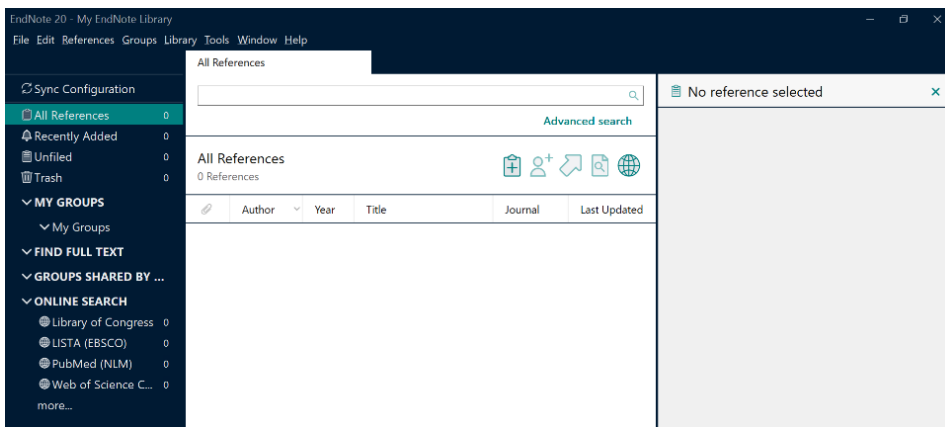 EndNote 20 - My EndNote Library
File Edit References Groups Library Tools Window Help
All References
Sync Configuration
All References 0
Recently Added 0
Unfiled 0
Trash 0
MY GROUPS
My Groups
FIND FULL TEXT
GROUPS SHARED BY ...
ONLINE SEARCH
Library of Congress 0
LISTA (EBSCO) 0
PubMed (NLM) 0
Web of Science C... 0
more...
Advanced search
All References
0 References
Author Year Title Journal Last Updated
No reference selected